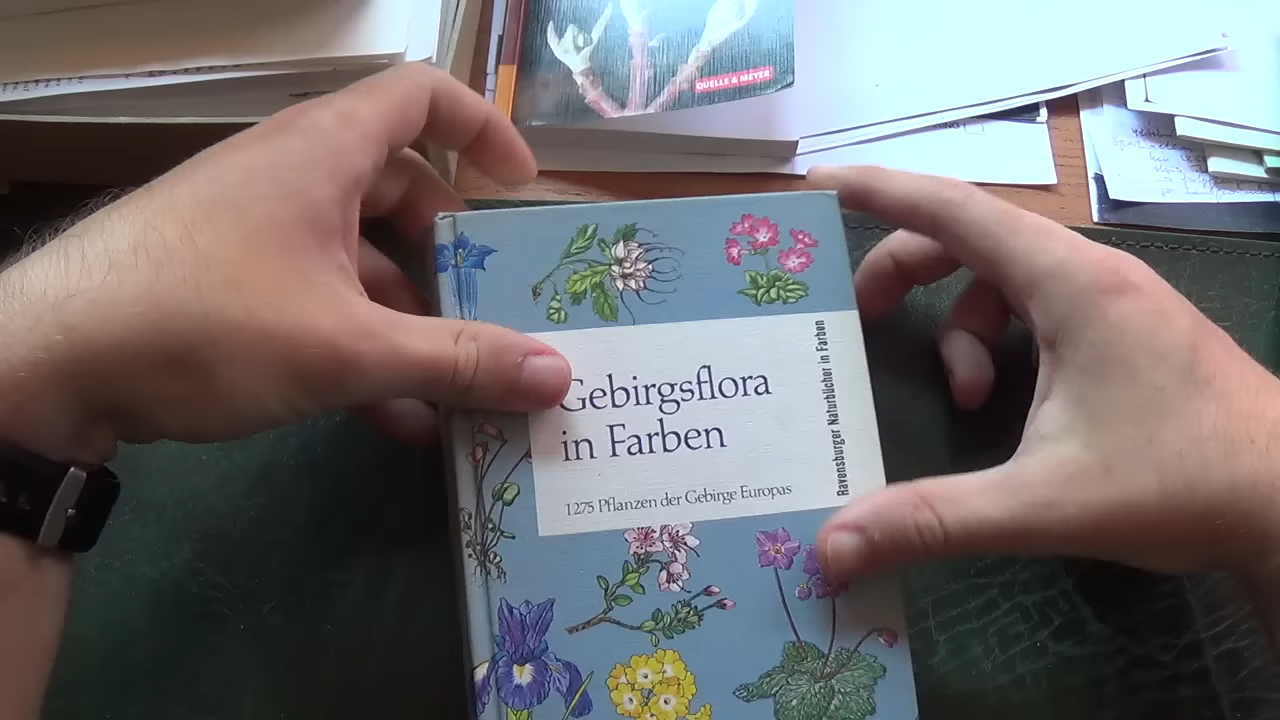 QUELLE & MEYER
Gebirgsflora
in Farben
1275 Pflanzen der Gebirge Europas
Ravensburger Naturbücher in Farben